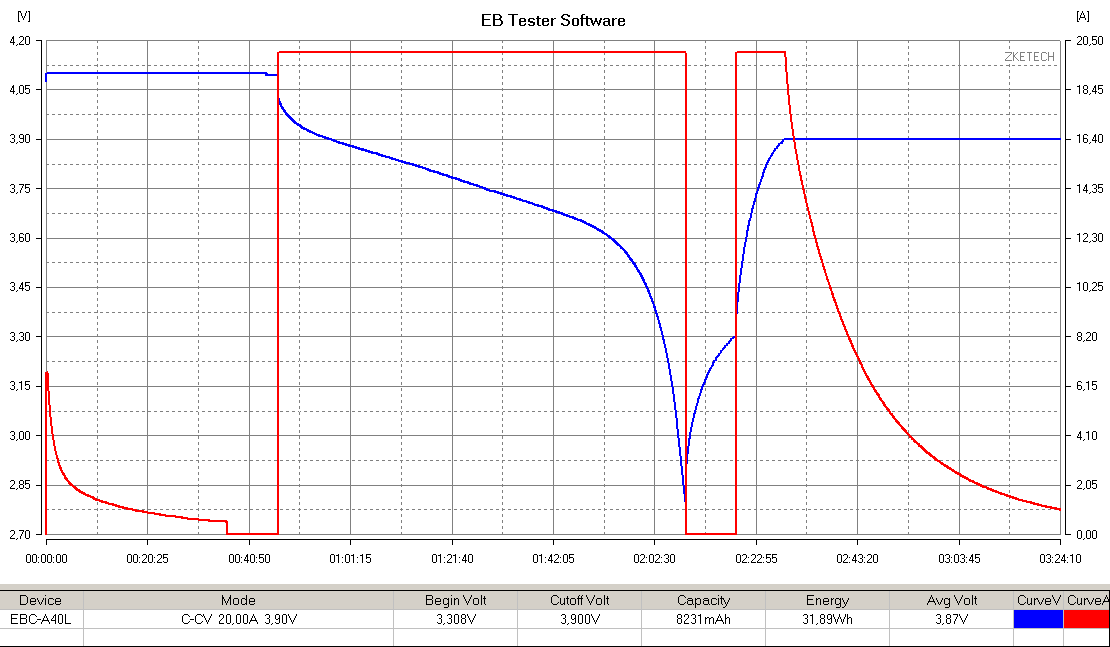 EB Tester Software
[V] [A]
ZKETECH
4,20 20,50
4,05 18,45
3,90 16,40
3,75 14,35
3,60 12,30
3,45 10,25
3,30 8,20
3,15 6,15
3,00 4,10
2,85 2,05
2,70 0,00
00:00:00 00:20:25 00:40:50 01:01:15 01:21:40 01:42:05 02:02:30 02:22:55 02:43:20 03:03:45 03:24:10
Device Mode Begin Volt Cutoff Volt Capacity Energy Avg Volt CurveV CurveA
EBC-A40L C-CV 20,00A 3,90V 3,308V 3,900V 8231mAh 31,89Wh 3,87V